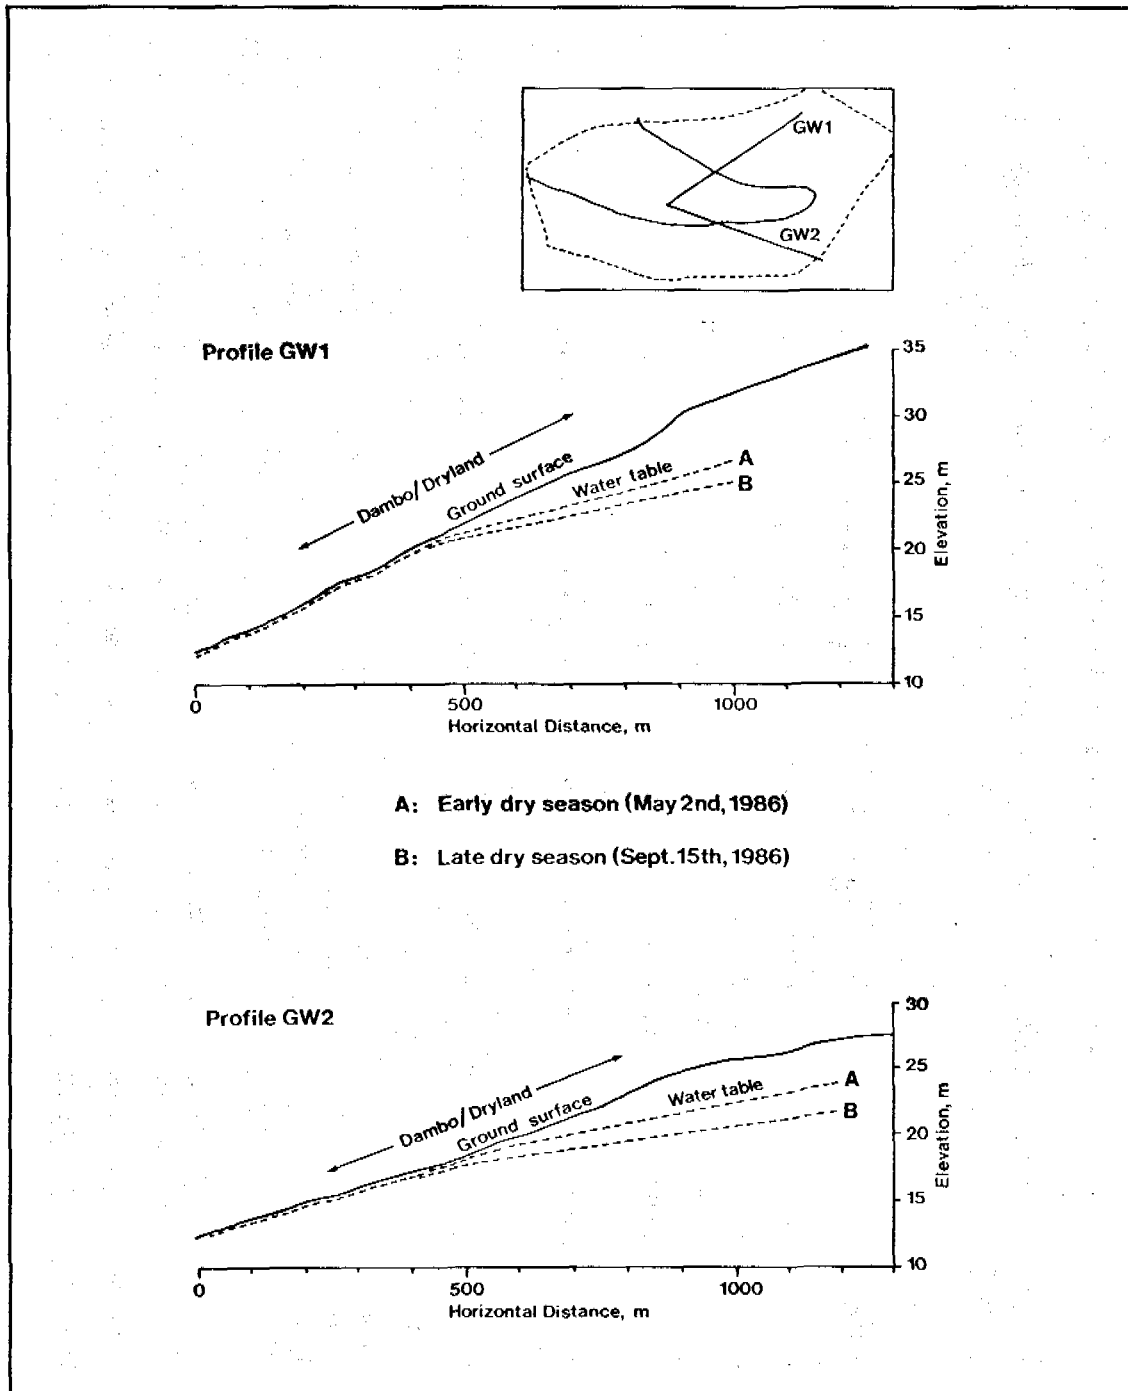 GW1
GW2
Profile GW1
Dambo/Dryland
Ground surface
Water table
A
B
35
30
25
20
15
10
Elevation, m
0
500
1000
Horizontal Distance, m
A: Early dry season (May 2nd, 1986)
B: Late dry season (Sept. 15th, 1986)
Profile GW2
Dambo/Dryland
Ground surface
Water table
A
B
30
25
20
15
10
Elevation, m
0
500
1000
Horizontal Distance, m